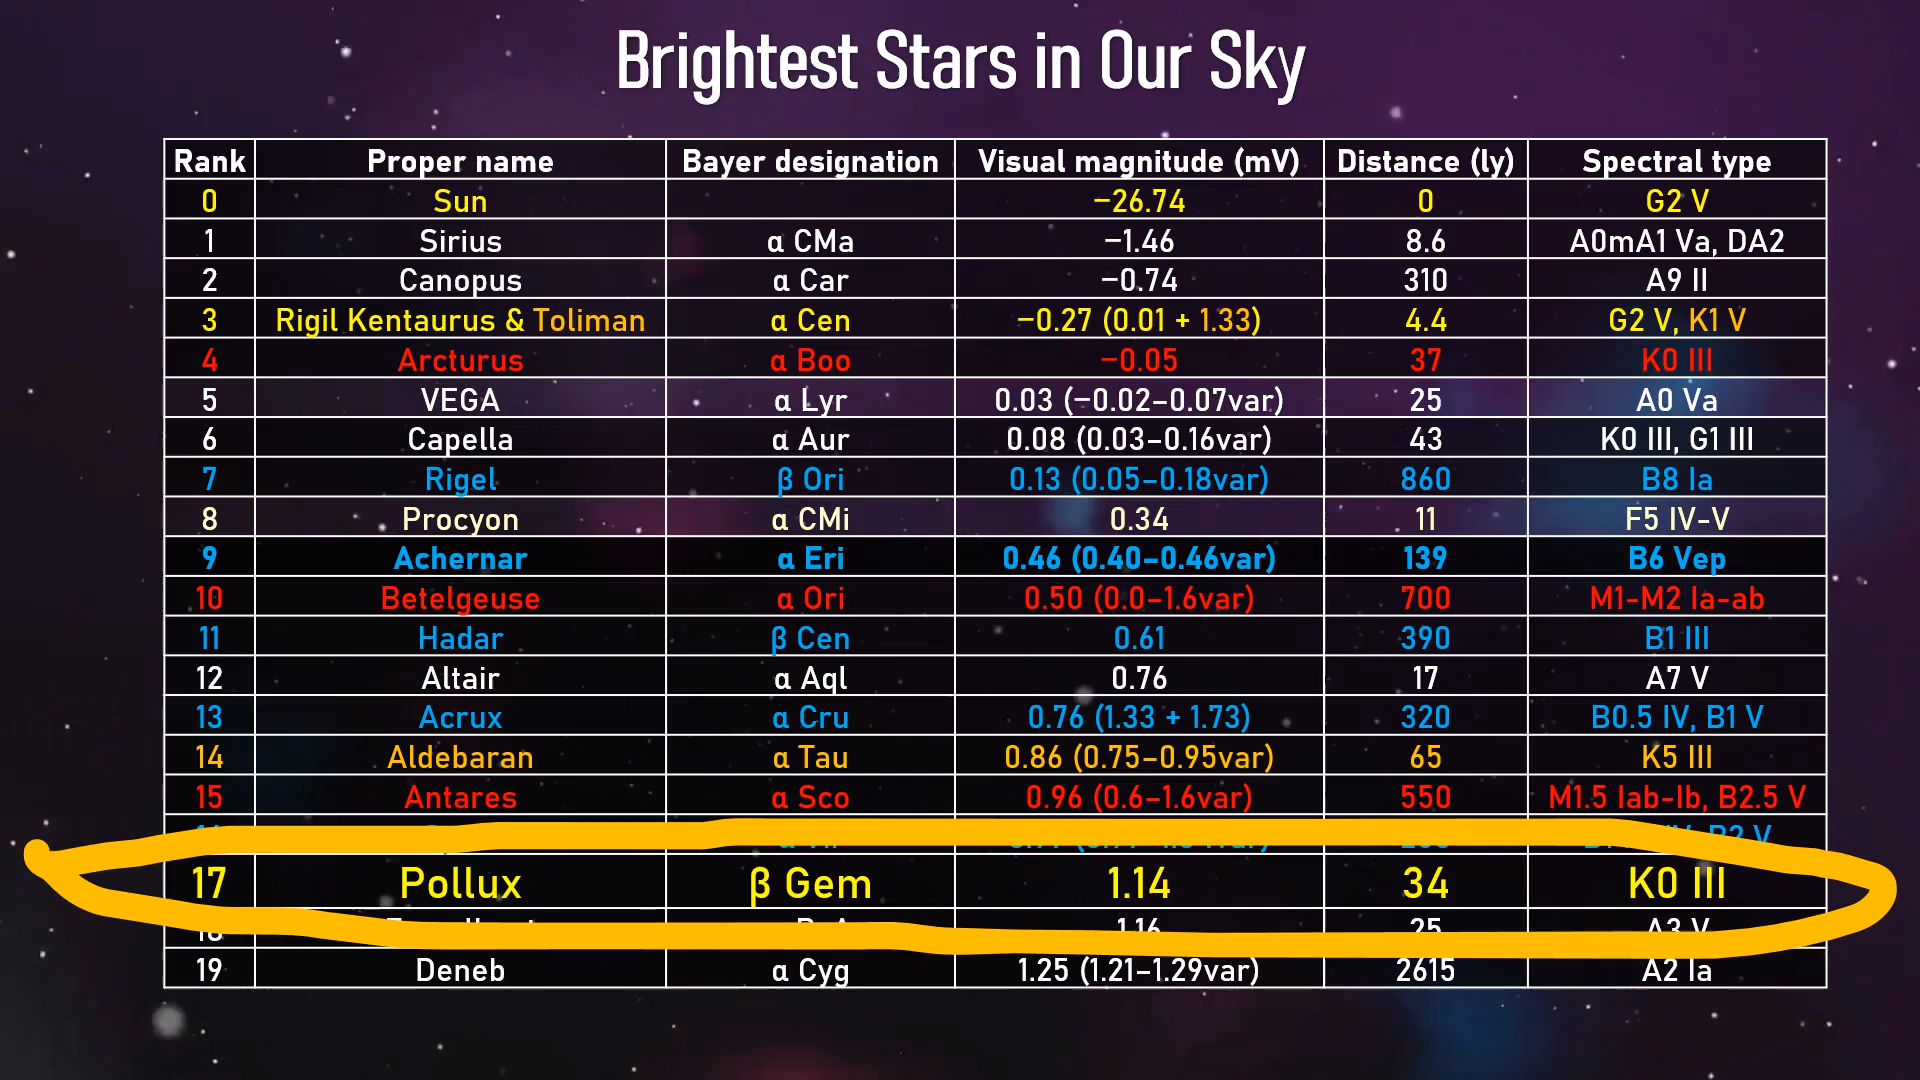 Brightest Stars in Our Sky
Rank Proper name Bayer designation Visual magnitude (mV) Distance (ly) Spectral type
0 Sun −26.74 0 G2 V
1 Sirius α CMa −1.46 8.6 A0mA1 Va, DA2
2 Canopus α Car −0.74 310 A9 II
3 Rigil Kentaurus & Toliman α Cen −0.27 (0.01 + 1.33) 4.4 G2 V, K1 V
4 Arcturus α Boo −0.05 37 K0 III
5 VEGA α Lyr 0.03 (−0.02–0.07var) 25 A0 Va
6 Capella α Aur 0.08 (0.03–0.16var) 43 K0 III, G1 III
7 Rigel β Ori 0.13 (0.05–0.18var) 860 B8 Ia
8 Procyon α CMi 0.34 11 F5 IV–V
9 Achernar α Eri 0.46 (0.40–0.46var) 139 B6 Vep
10 Betelgeuse α Ori 0.50 (0.0–1.6var) 700 M1-M2 Ia-ab
11 Hadar β Cen 0.61 390 B1 III
12 Altair α Aql 0.76 17 A7 V
13 Acrux α Cru 0.76 (1.33 + 1.73) 320 B0.5 IV, B1 V
14 Aldebaran α Tau 0.86 (0.75–0.95var) 65 K5 III
15 Antares α Sco 0.96 (0.6–1.6var) 550 M1.5 Iab-Ib, B2.5 V
B2 V
17 Pollux β Gem 1.14 34 K0 III
18 1.16 25 A3 V
19 Deneb α Cyg 1.25 (1.21–1.29var) 2615 A2 Ia